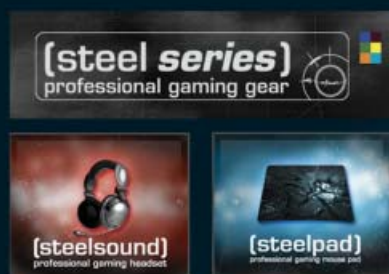 (steel series)
professional gaming gear
(steelsound)
professional gaming headset
(steelpad)
professional gaming mouse pad